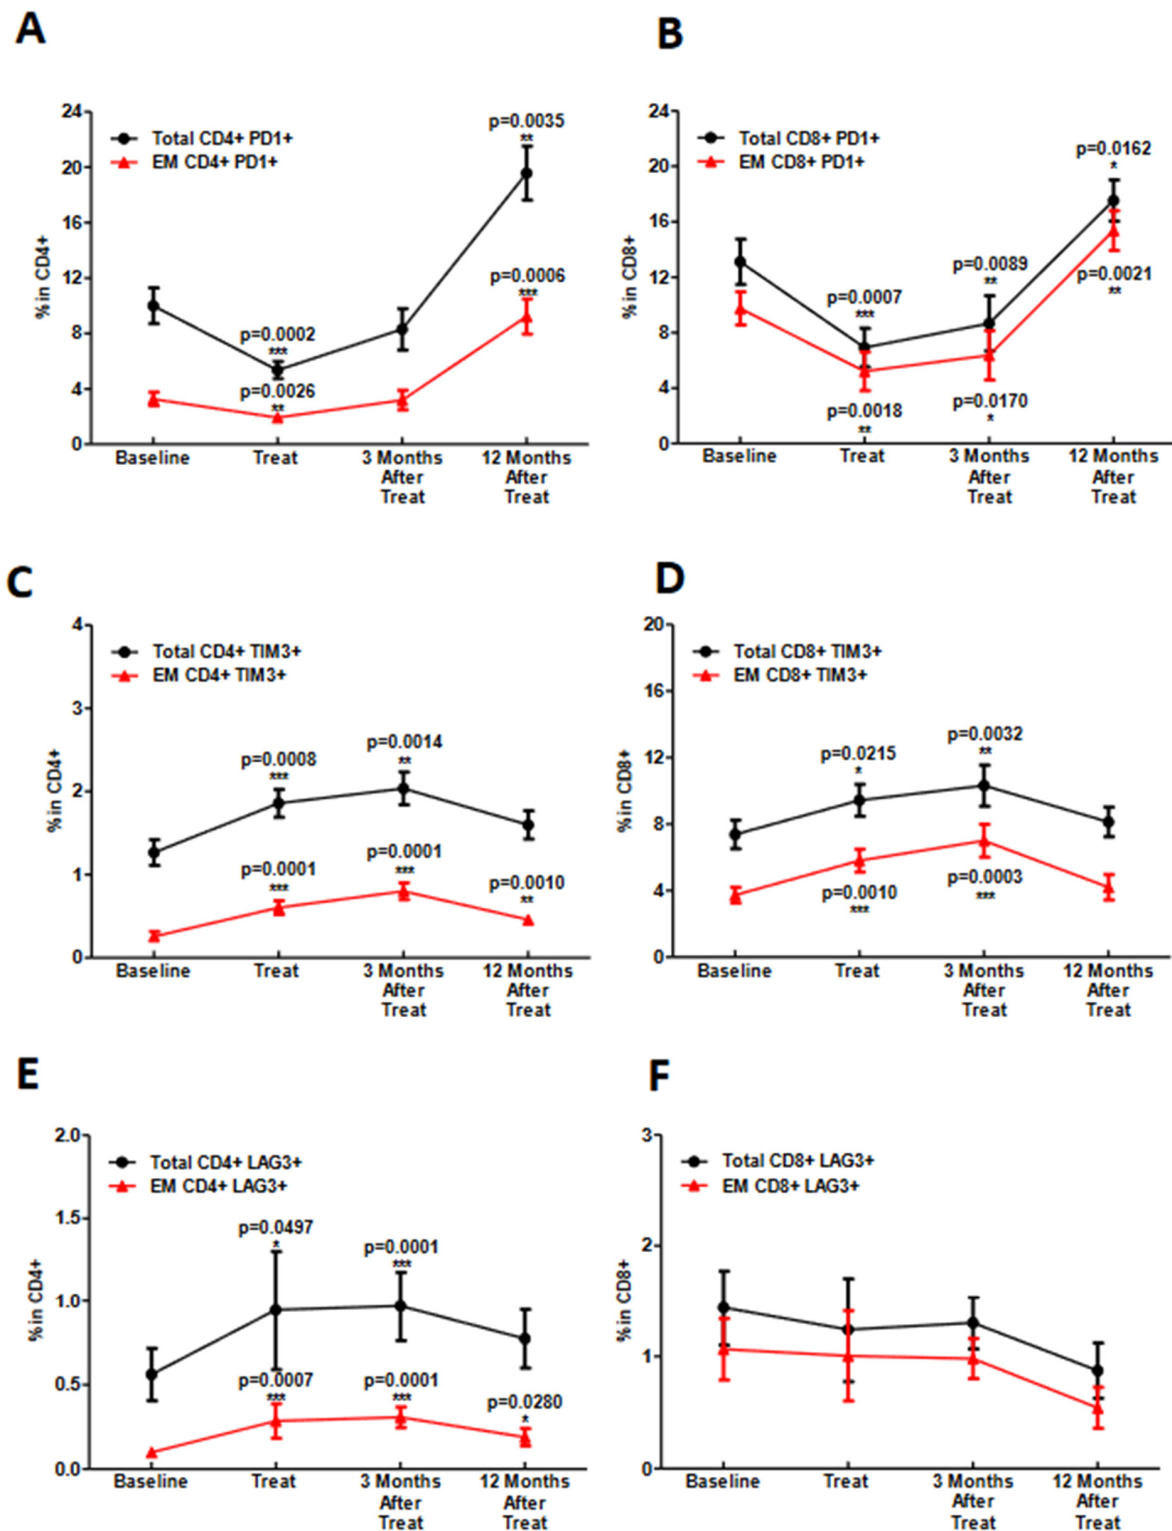 A
24
20
16
12
8
4
0
% in CD4+
Total CD4+ PD1+
EM CD4+ PD1+
p=0.0002
***
p=0.0026
**
p=0.0035
**
p=0.0006
***
Baseline
Treat
3 Months
After
Treat
12 Months
After
Treat
B
24
20
16
12
8
4
0
% in CD8+
Total CD8+ PD1+
EM CD8+ PD1+
p=0.0007
***
p=0.0018
**
p=0.0089
**
p=0.0170
*
p=0.0162
*
p=0.0021
**
Baseline
Treat
3 Months
After
Treat
12 Months
After
Treat
C
4
3
2
1
0
% in CD4+
Total CD4+ TIM3+
EM CD4+ TIM3+
p=0.0008
***
p=0.0001
***
p=0.0014
**
p=0.0001
***
p=0.0010
**
Baseline
Treat
3 Months
After
Treat
12 Months
After
Treat
D
20
16
12
8
4
0
% in CD8+
Total CD8+ TIM3+
EM CD8+ TIM3+
p=0.0215
*
p=0.0010
***
p=0.0032
**
p=0.0003
***
Baseline
Treat
3 Months
After
Treat
12 Months
After
Treat
E
2.0
1.5
1.0
0.5
0.0
% in CD4+
Total CD4+ LAG3+
EM CD4+ LAG3+
p=0.0497
*
p=0.0007
***
p=0.0001
***
p=0.0001
***
p=0.0280
*
Baseline
Treat
3 Months
After
Treat
12 Months
After
Treat
F
3
2
1
0
% in CD8+
Total CD8+ LAG3+
EM CD8+ LAG3+
Baseline
Treat
3 Months
After
Treat
12 Months
After
Treat